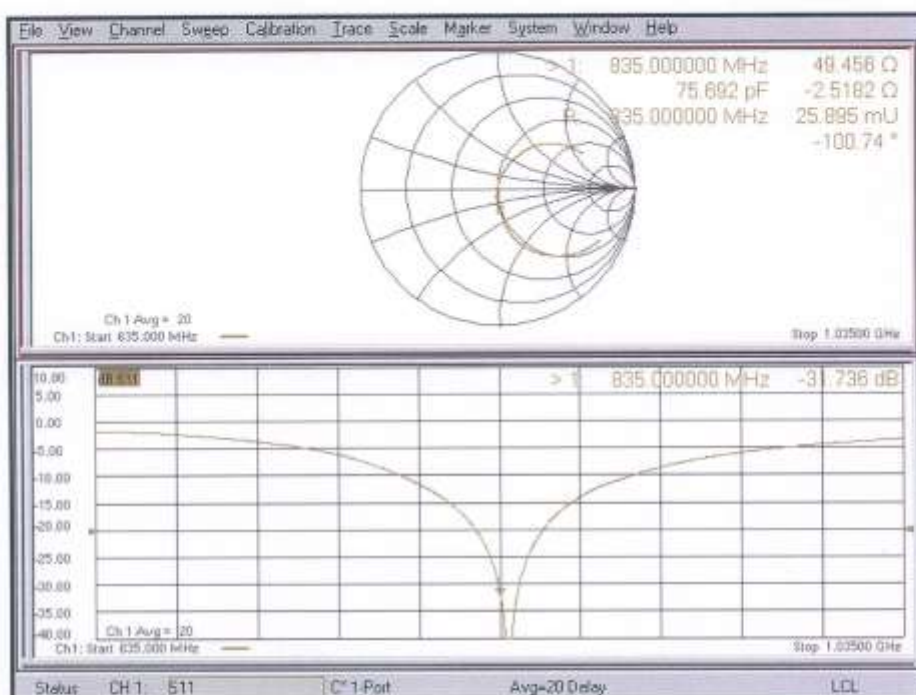 File View Channel Sweep Calibration Trace Scale Marker System Window Help
> 1 835.000000 MHz 49.456 Ω
75.692 pF -2.5182 Ω
R 835.000000 MHz 25.895 mU
-100.74 °
Ch 1 Avg = 20
Ch1: Start 635.000 MHz
Stop 1.03500 GHz
10.00
dB S11
> 1 835.000000 MHz -31.736 dB
5.00
0.00
-5.00
-10.00
-15.00
-20.00
-25.00
-30.00
-35.00
-40.00
Ch 1 Avg = 20
Ch1: Start 635.000 MHz
Stop 1.03500 GHz
Status CH 1: S11 C* 1-Port Avg=20 Delay LCL